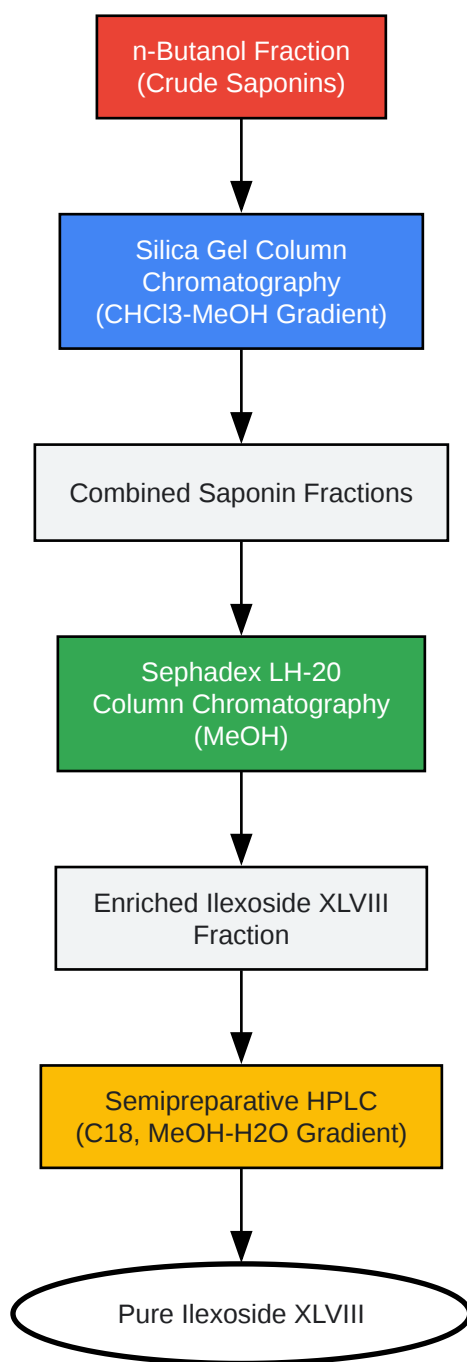 n-Butanol Fraction
(Crude Saponins)
Silica Gel Column
Chromatography
(CHCl3-MeOH Gradient)
Combined Saponin Fractions
Sephadex LH-20
Column Chromatography
(MeOH)
Enriched Ilexoside XLVIII
Fraction
Semipreparative HPLC
(C18, MeOH-H2O Gradient)
Pure Ilexoside XLVIII